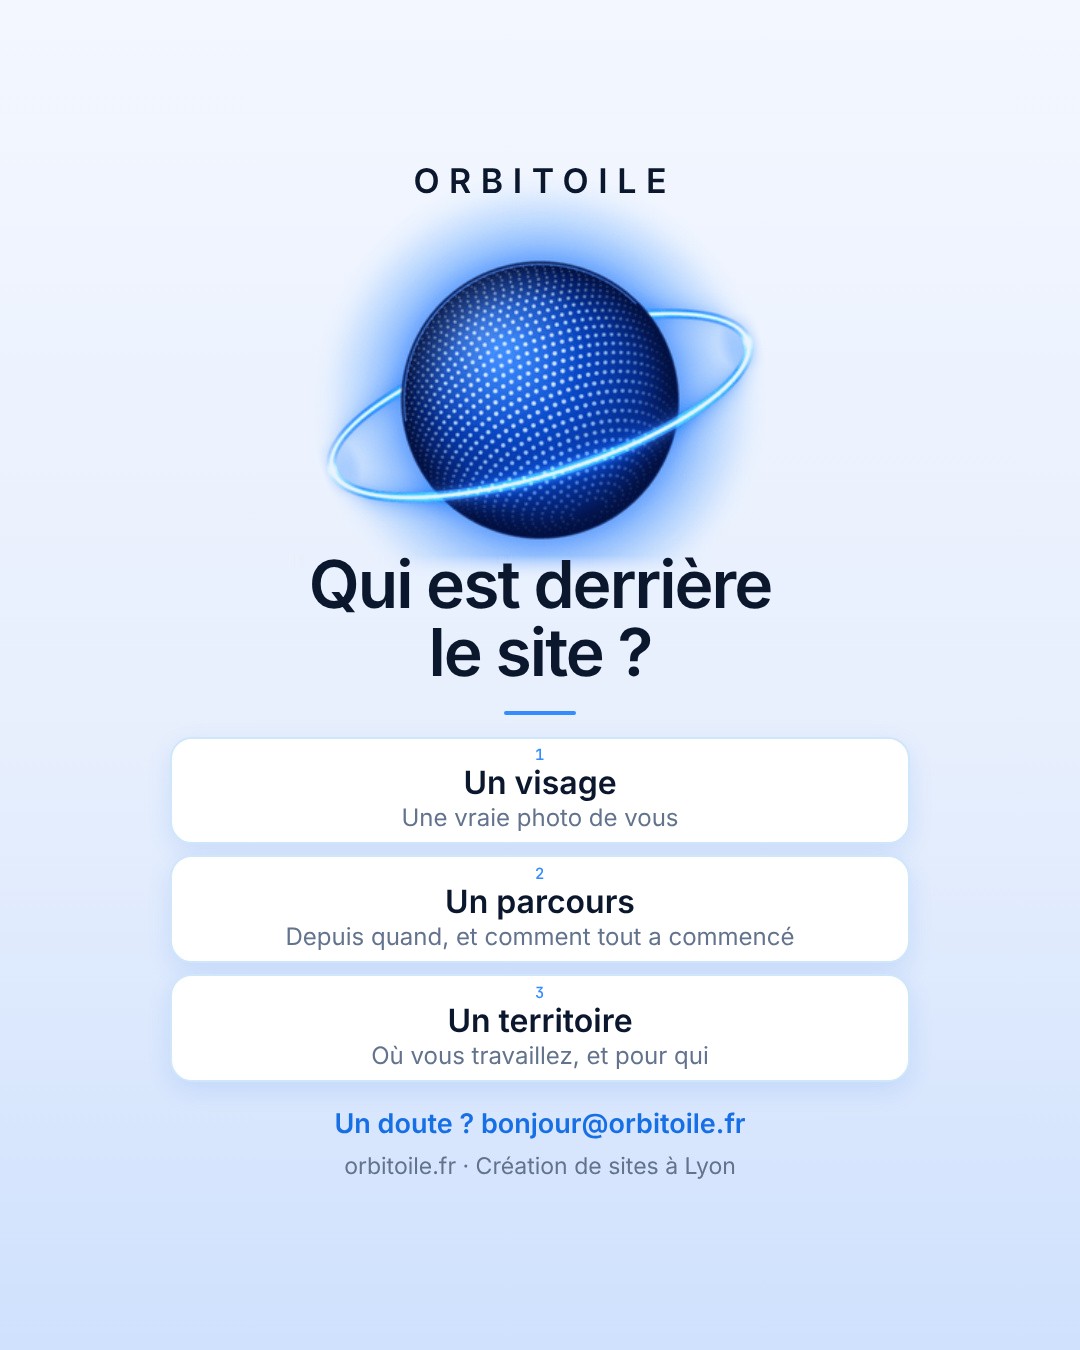 ORBITOILE
Qui est derrière
le site ?
1
Un visage
Une vraie photo de vous
2
Un parcours
Depuis quand, et comment tout a commencé
3
Un territoire
Où vous travaillez, et pour qui
Un doute ? bonjour@orbitoile.fr
orbitoile.fr · Création de sites à Lyon